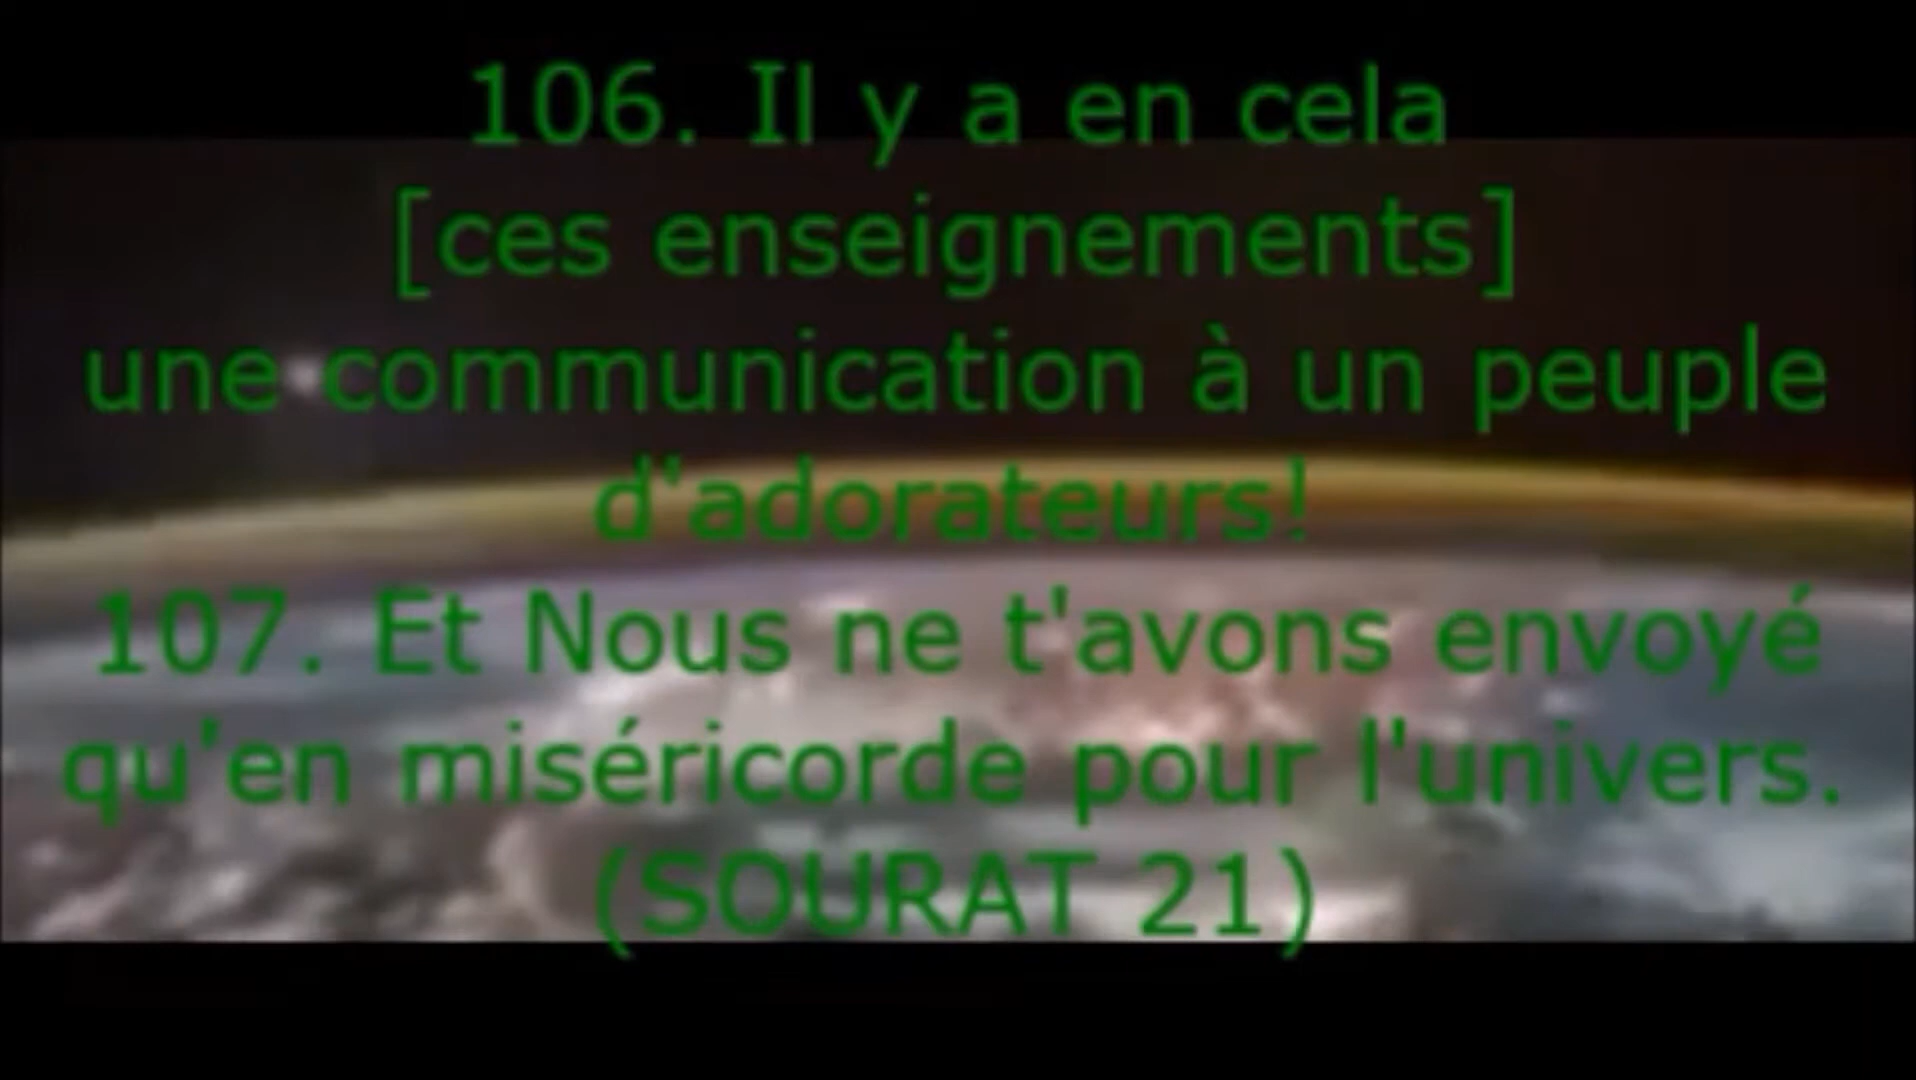 106. Il y a en cela
[ces enseignements]
une communication à un peuple
d'adorateurs!
107. Et Nous ne t'avons envoyé
qu'en miséricorde pour l'univers.
(SOURAT 21)